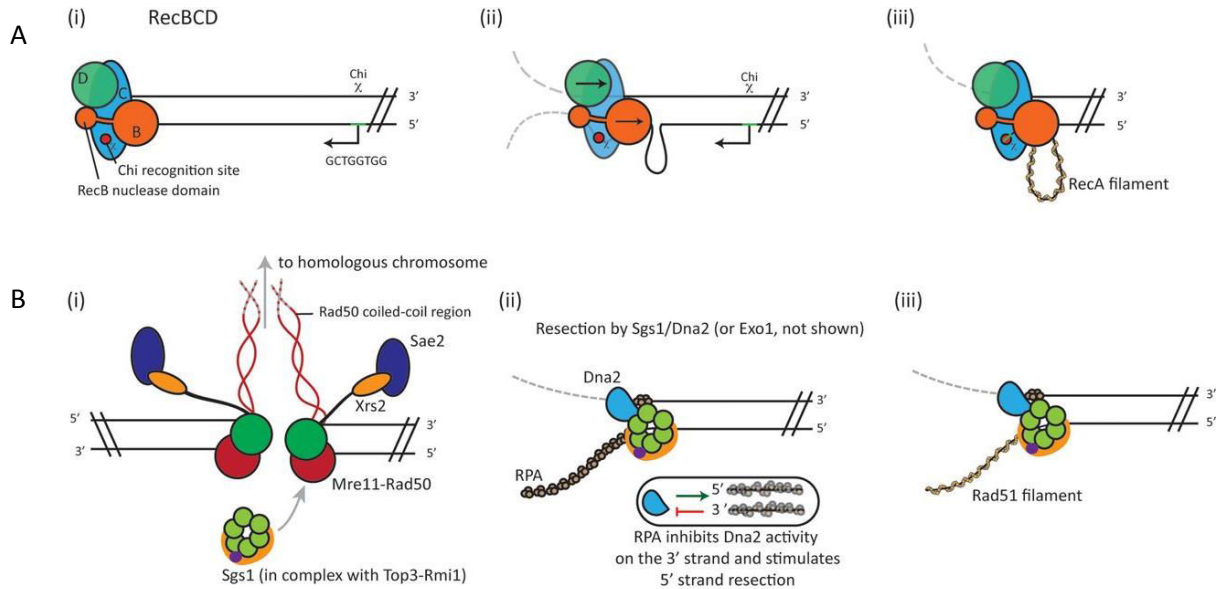 A
(i) RecBCD
D
C
B
χ
Chi
χ
3′
5′
GCTGGTGG
Chi recognition site
RecB nuclease domain
(ii)
Chi
χ
3′
5′
χ
(iii)
3′
5′
χ
RecA filament
B
(i)
to homologous chromosome
Rad50 coiled-coil region
Sae2
Xrs2
5′
3′
3′
5′
Mre11-Rad50
Sgs1 (in complex with Top3-Rmi1)
(ii)
Resection by Sgs1/Dna2 (or Exo1, not shown)
Dna2
3′
5′
RPA
5′
3′
RPA inhibits Dna2 activity
on the 3′ strand and stimulates
5′ strand resection
(iii)
3′
5′
Rad51 filament